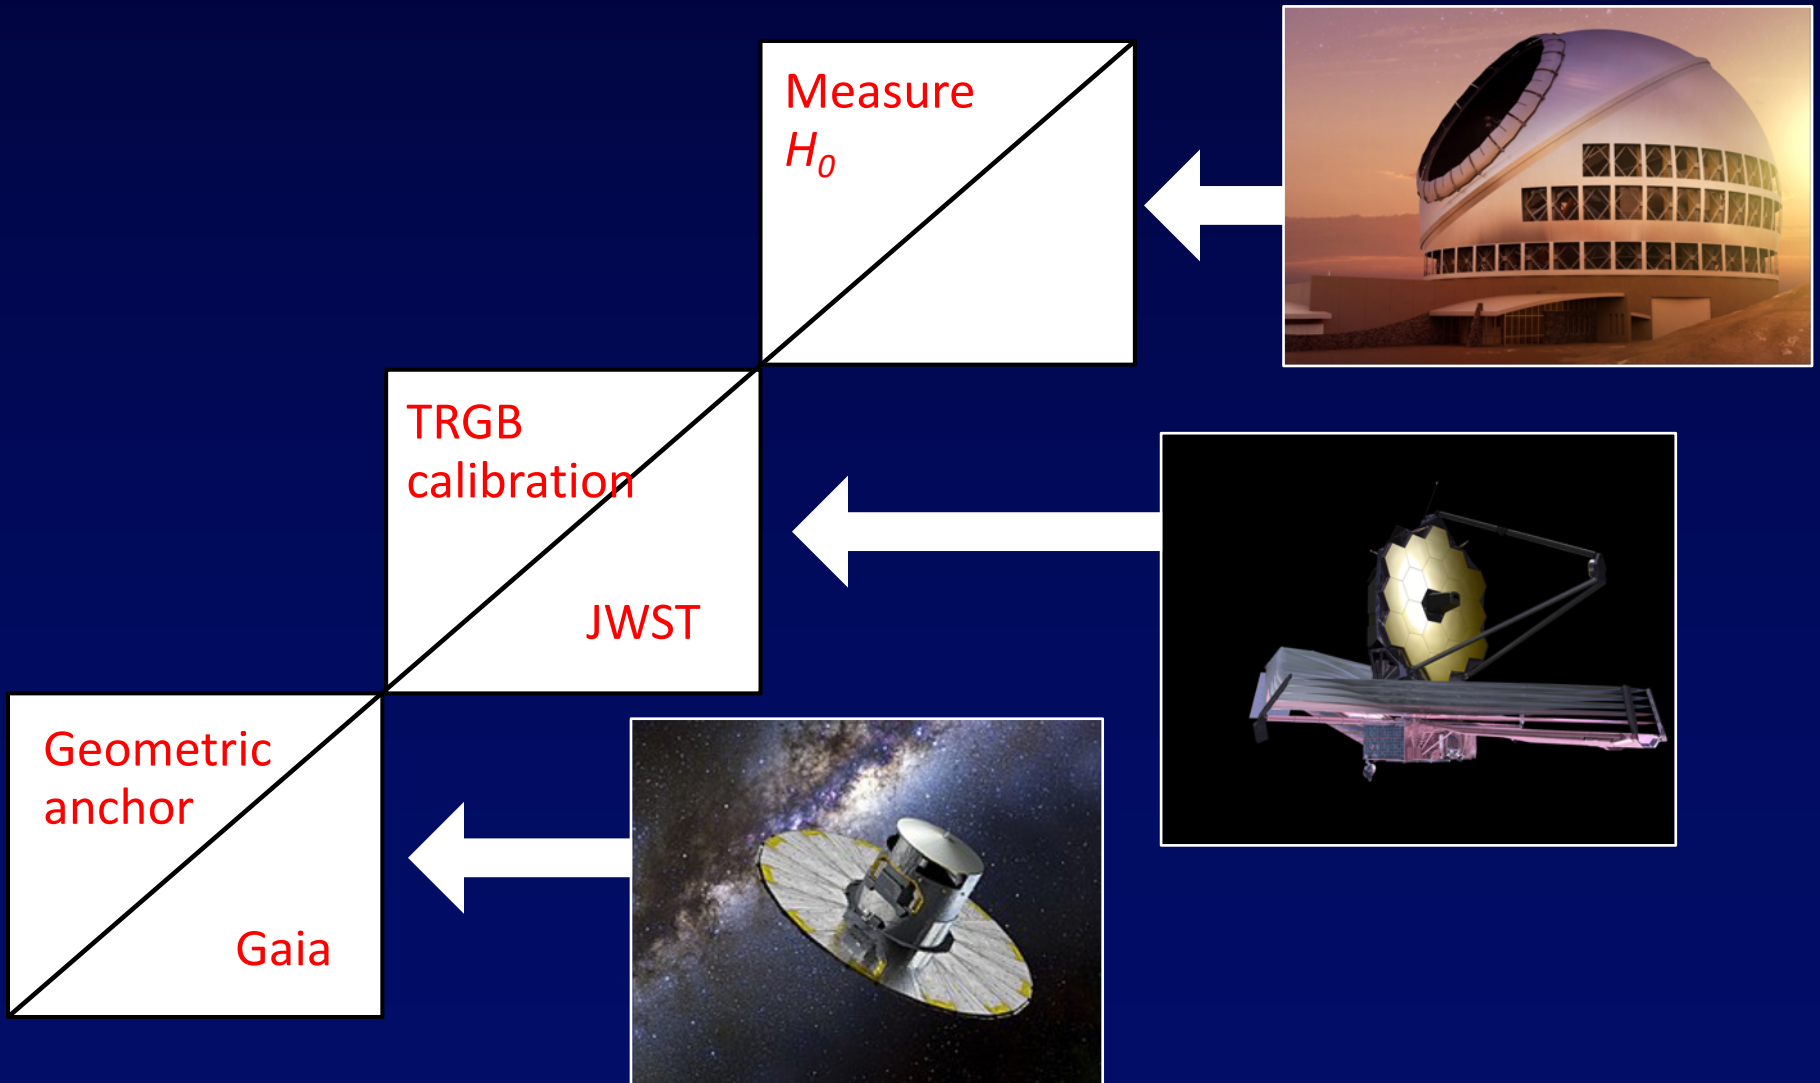 Measure
H₀
TRGB
calibration
JWST
Geometric
anchor
Gaia